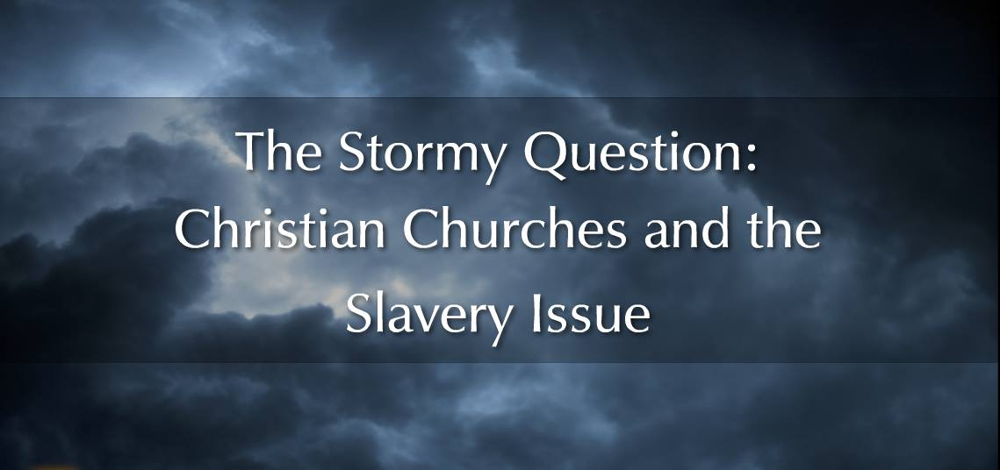 The Stormy Question:
Christian Churches and the
Slavery Issue